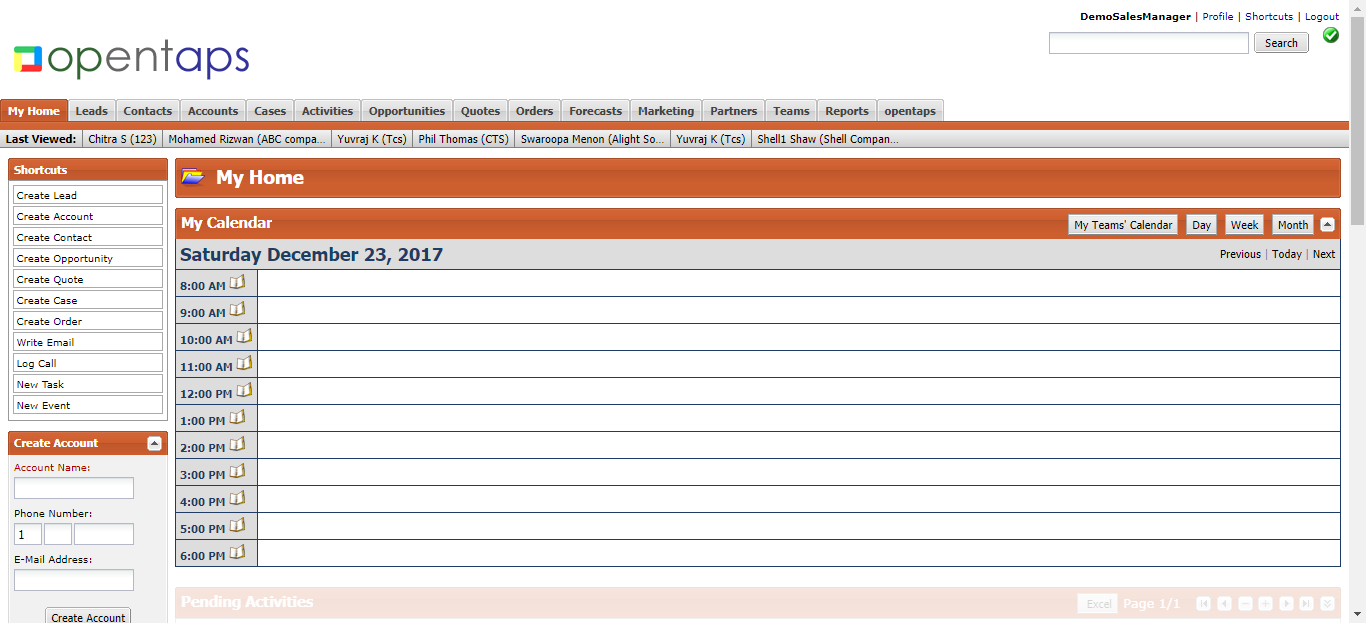 DemoSalesManager | Profile | Shortcuts | Logout
opentaps
Search
My Home Leads Contacts Accounts Cases Activities Opportunities Quotes Orders Forecasts Marketing Partners Teams Reports opentaps
Last Viewed: Chitra S (123) Mohamed Rizwan (ABC compa... Yuvraj K (Tcs) Phil Thomas (CTS) Swaroopa Menon (Alight So... Yuvraj K (Tcs) Shell1 Shaw (Shell Compan...
Shortcuts
Create Lead
Create Account
Create Contact
Create Opportunity
Create Quote
Create Case
Create Order
Write Email
Log Call
New Task
New Event
Create Account
Account Name:
Phone Number:
1
E-Mail Address:
Create Account
My Home
My Calendar My Teams' Calendar Day Week Month
Saturday December 23, 2017 Previous | Today | Next
8:00 AM
9:00 AM
10:00 AM
11:00 AM
12:00 PM
1:00 PM
2:00 PM
3:00 PM
4:00 PM
5:00 PM
6:00 PM
Pending Activities Excel Page 1/1